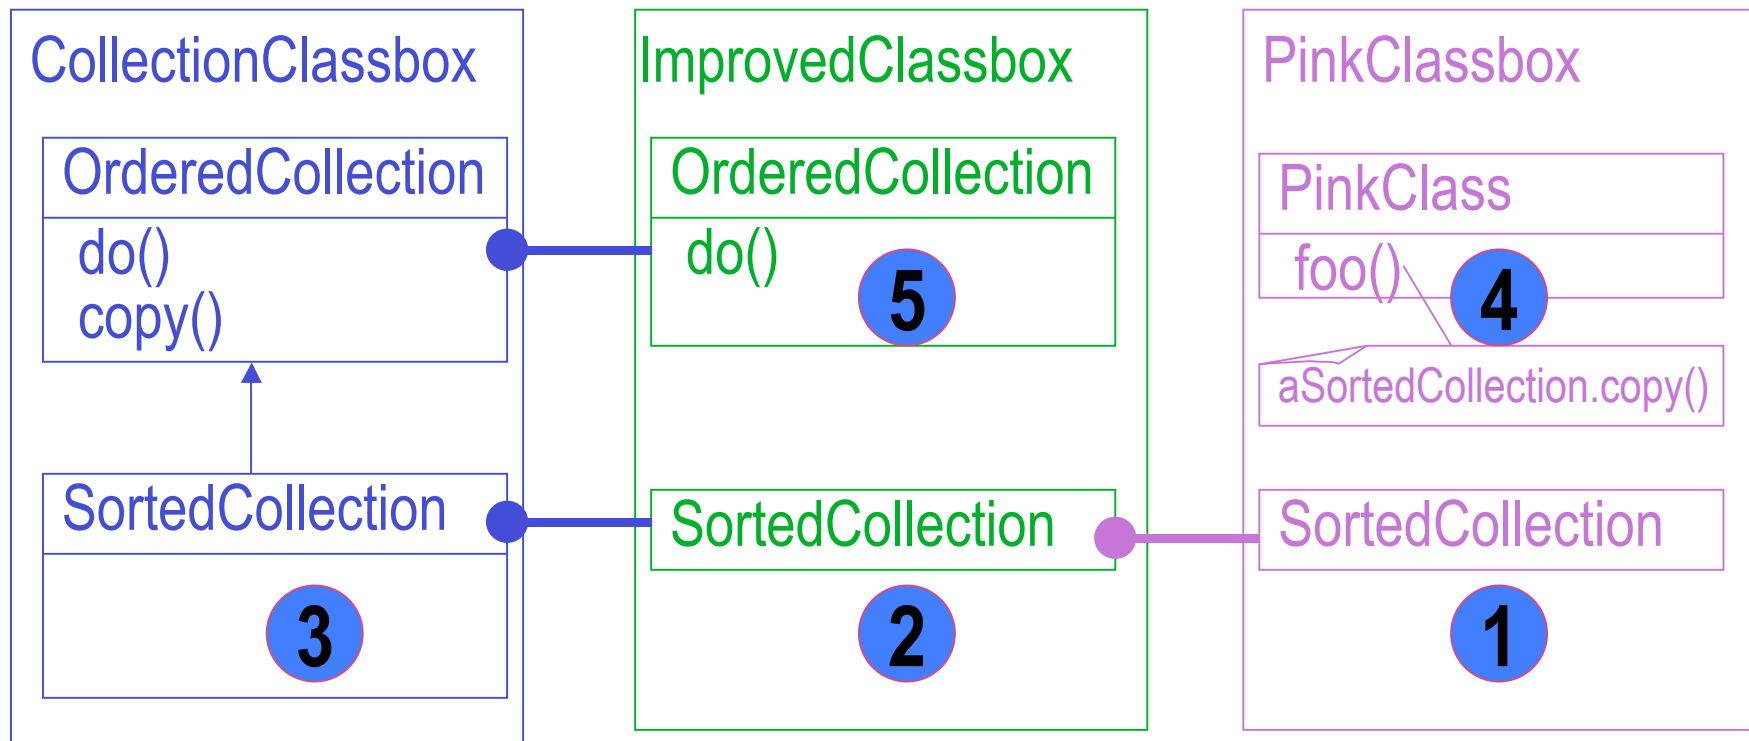 CollectionClassbox
OrderedCollection
do()
copy()
SortedCollection
3
ImprovedClassbox
OrderedCollection
do()
5
SortedCollection
2
PinkClassbox
PinkClass
foo()
4
aSortedCollection.copy()
SortedCollection
1